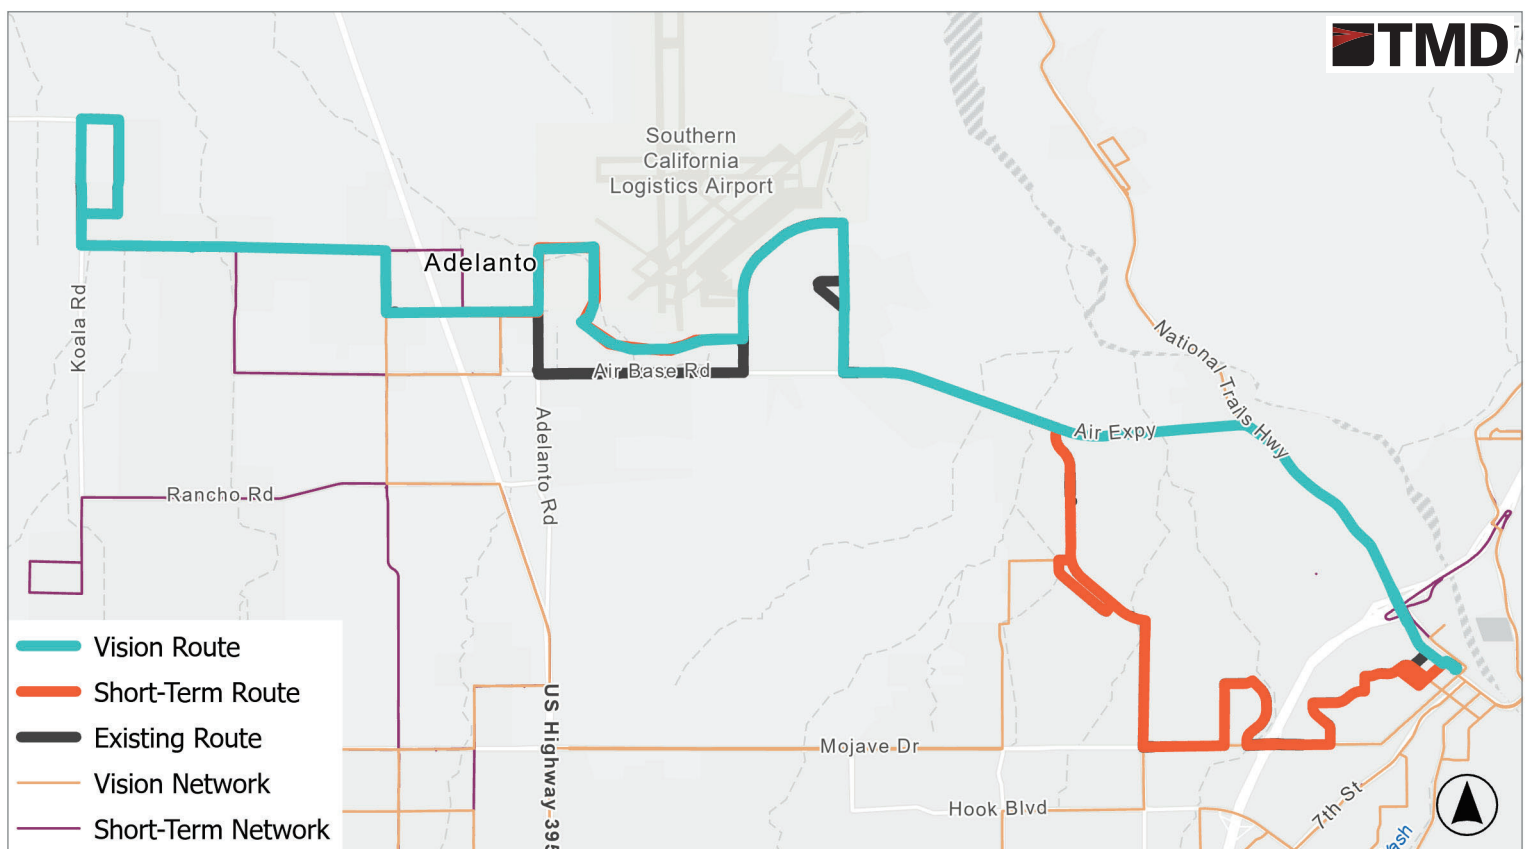 TMD
Southern
California
Logistics Airport
Adelanto
Koala Rd
National Trails Hwy
Air Base Rd
Adelanto Rd
Air Expy
Rancho Rd
US Highway 395
Mojave Dr
Hook Blvd
7th St
Vision Route
Short-Term Route
Existing Route
Vision Network
Short-Term Network